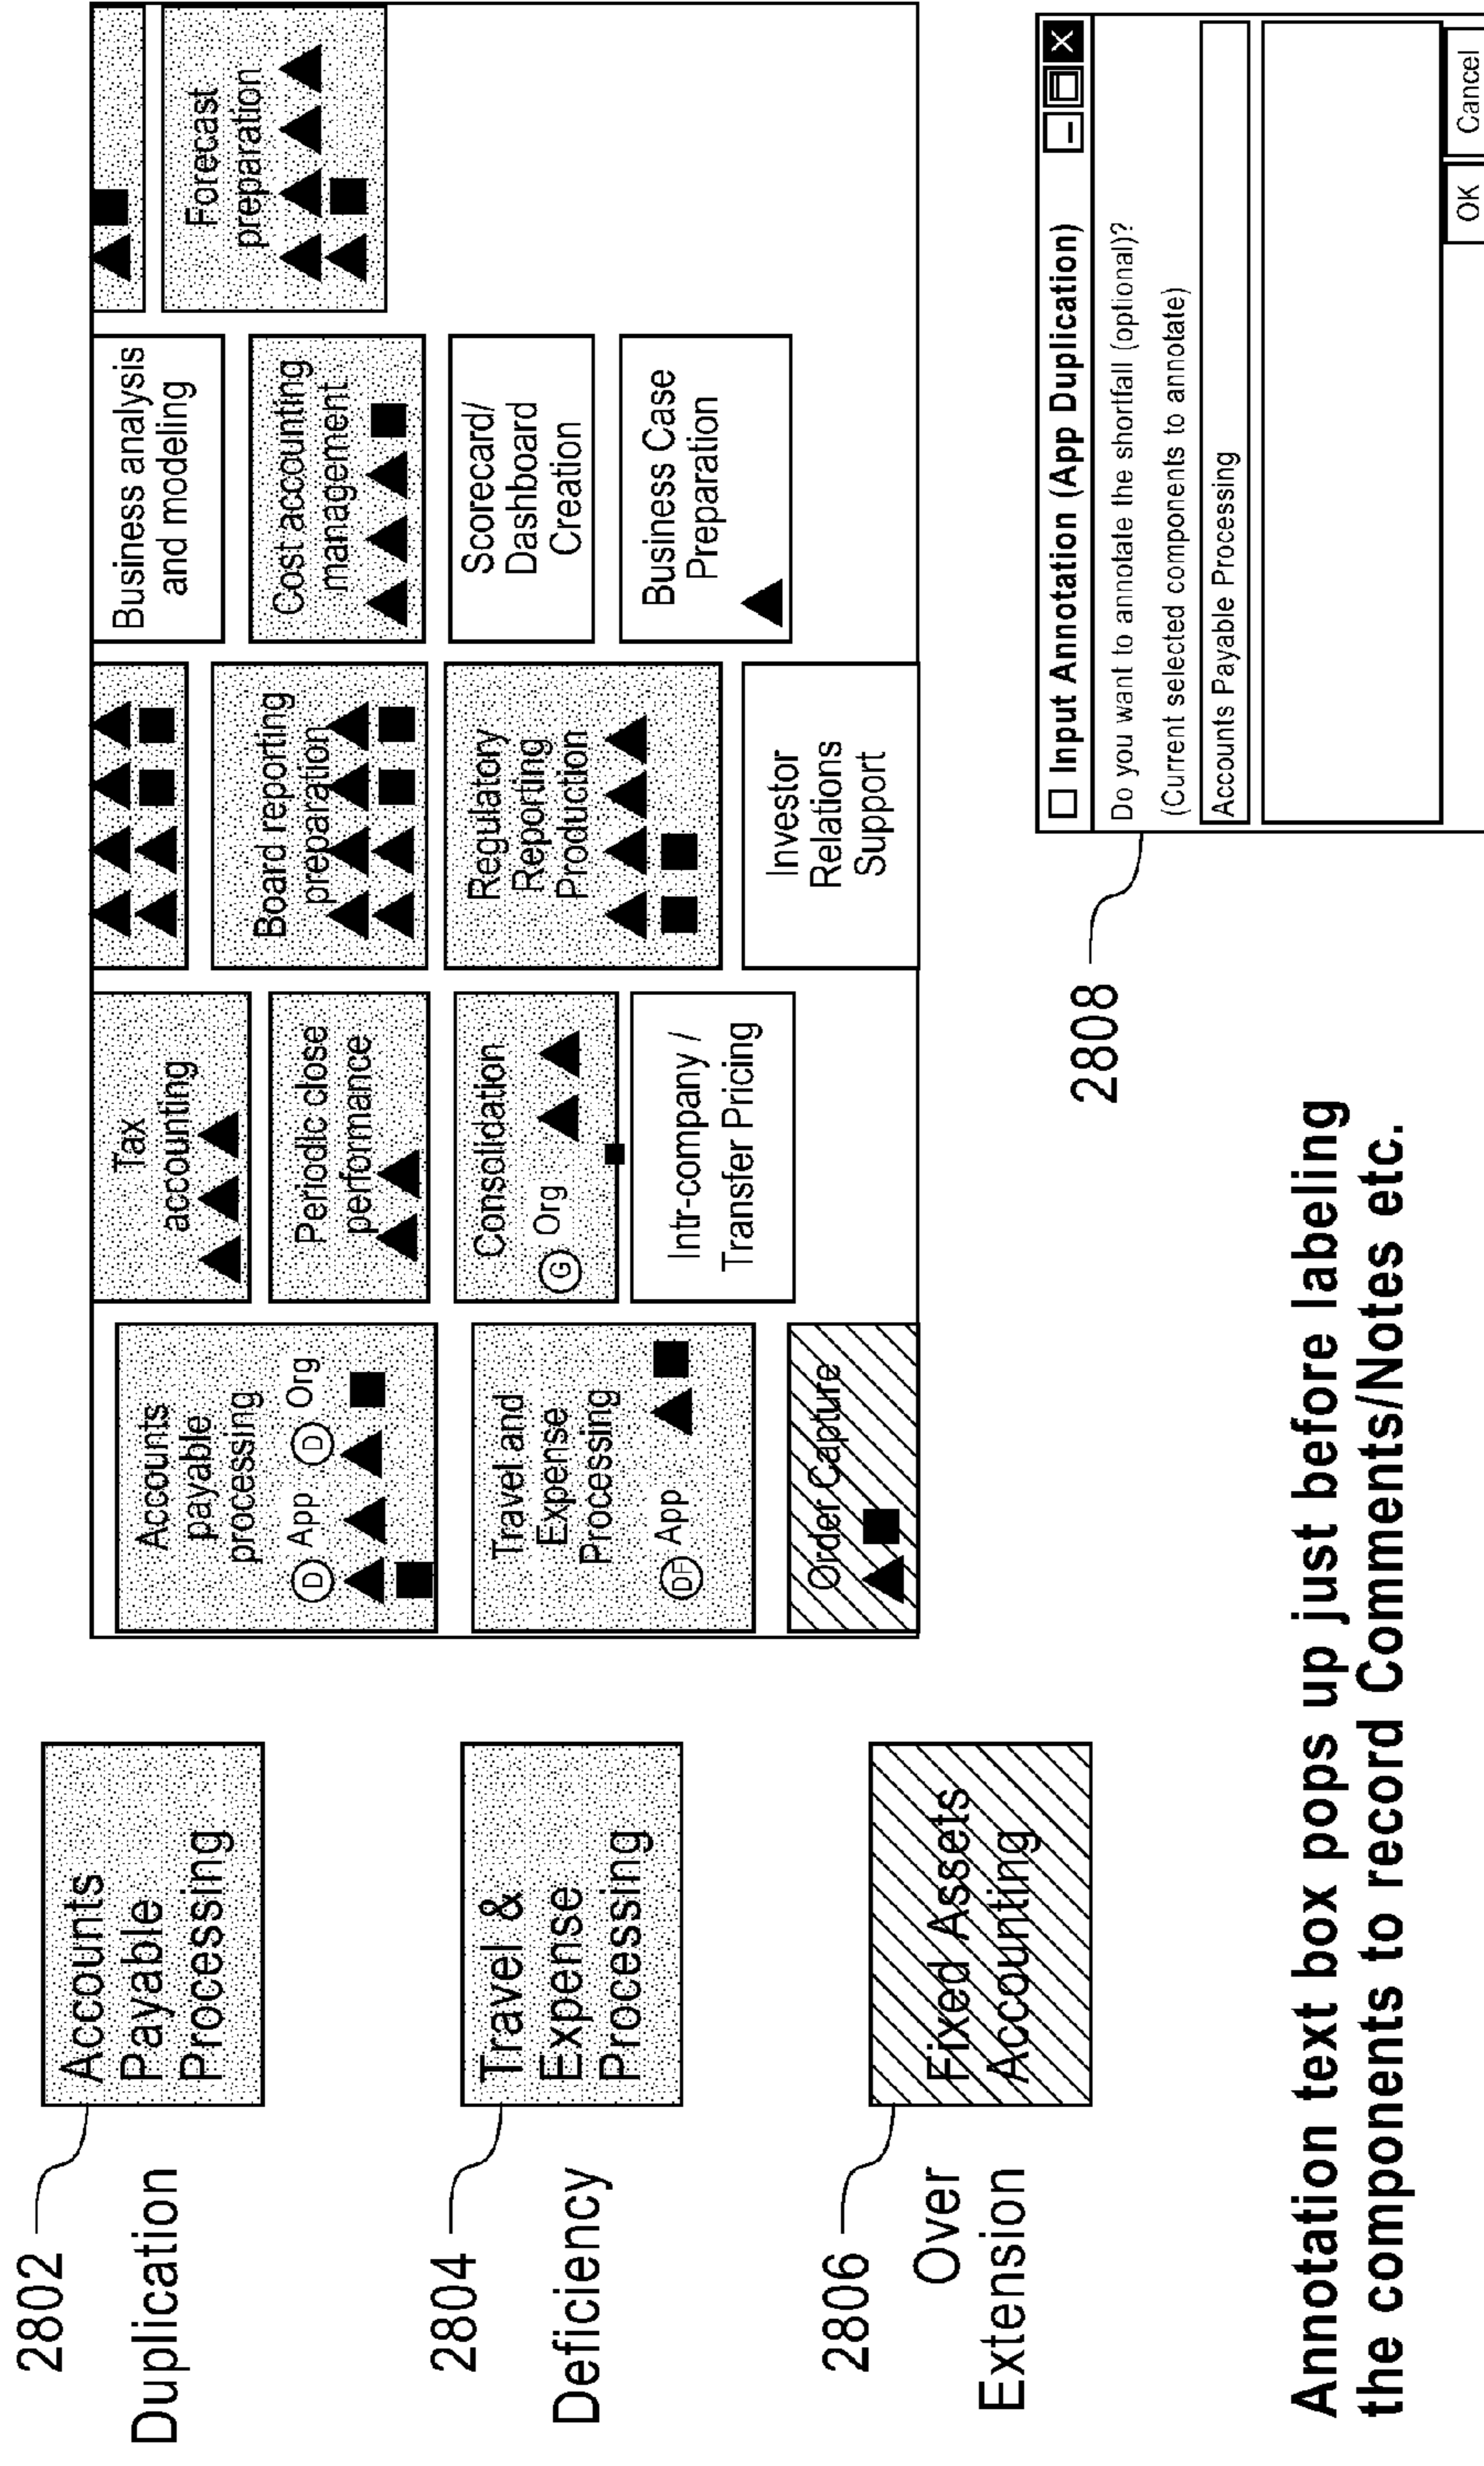 2802
Duplication
Accounts
Payable
Processing
2804
Deficiency
Travel &
Expense
Processing
2806
Over
Extension
Fixed Assets
Accounting
Accounts
payable
processing
D App D Org
Travel and
Expense
Processing
DF App
Order Capture
Tax
accounting
Periodic close
performance
Consolidation
G Org
Intr-company /
Transfer Pricing
Board reporting
preparation
Regulatory
Reporting
Production
Investor
Relations
Support
Business analysis
and modeling
Cost accounting
management
Scorecard/
Dashboard
Creation
Business Case
Preparation
Forecast
preparation
2808
Input Annotation (App Duplication)
Do you want to annotate the shortfall (optional)?
(Current selected components to annotate)
Accounts Payable Processing
OK Cancel
Annotation text box pops up just before labeling
the components to record Comments/Notes etc.